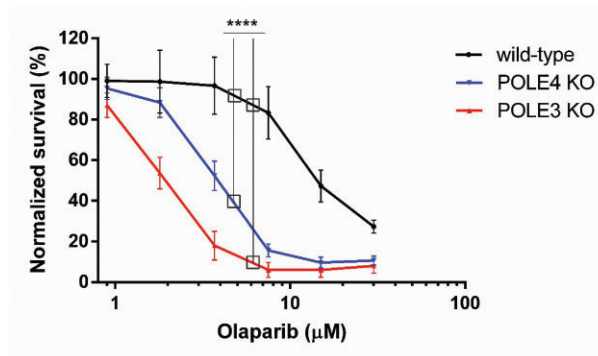 ****
120
100
80
60
40
20
0
Normalized survival (%)
1
10
100
Olaparib (μM)
wild-type
POLE4 KO
POLE3 KO